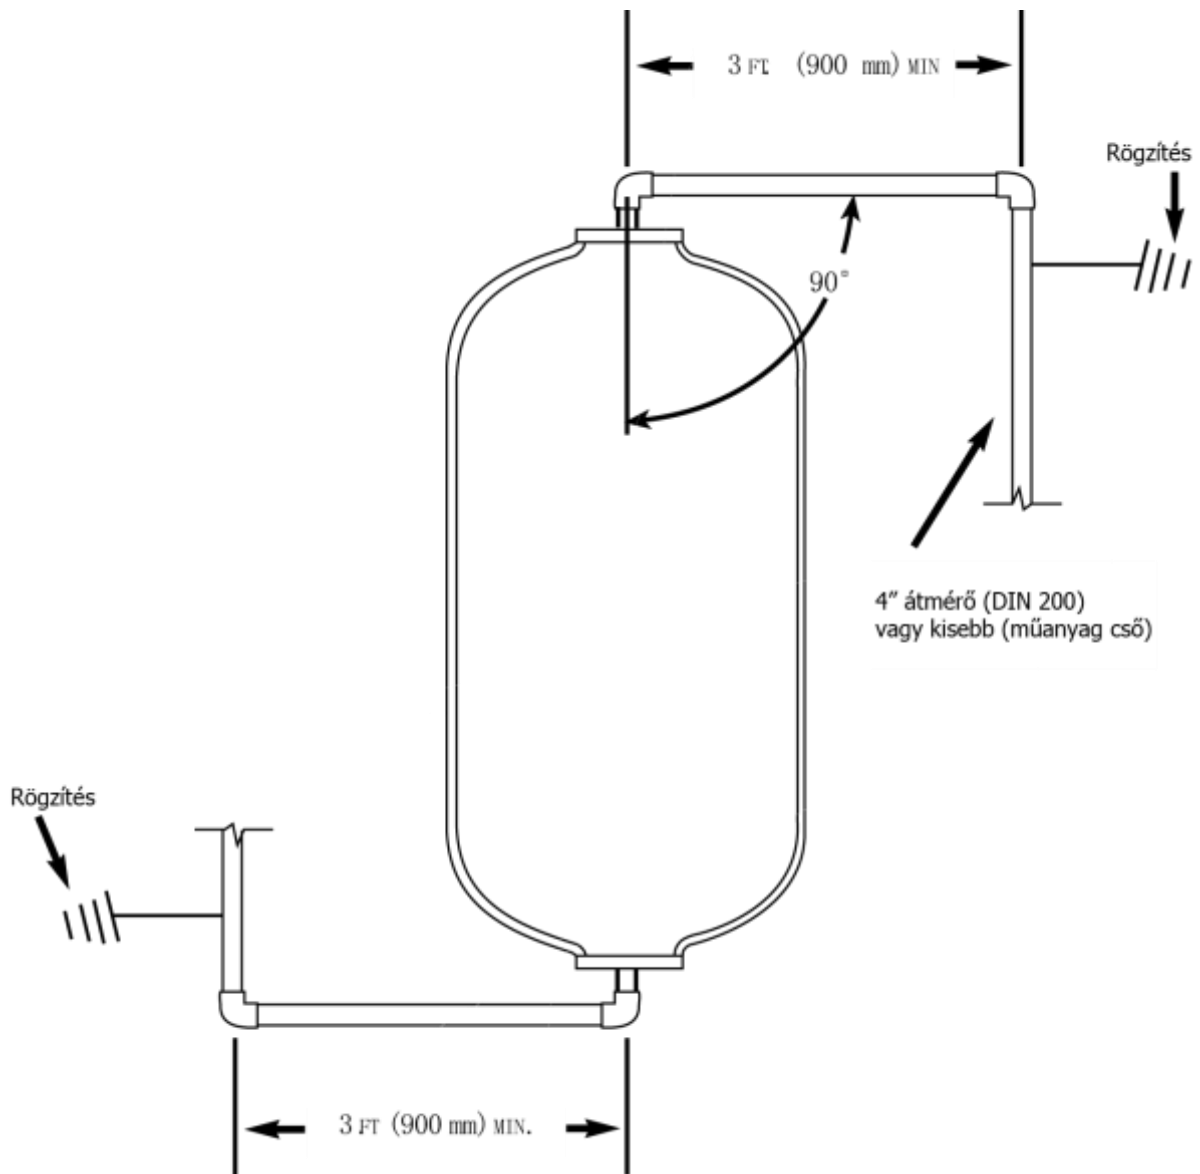 3 FT. (900 mm) MIN
Rögzítés
90°
4” átmérő (DIN 200)
vagy kisebb (műanyag cső)
Rögzítés
3 FT (900 mm) MIN.